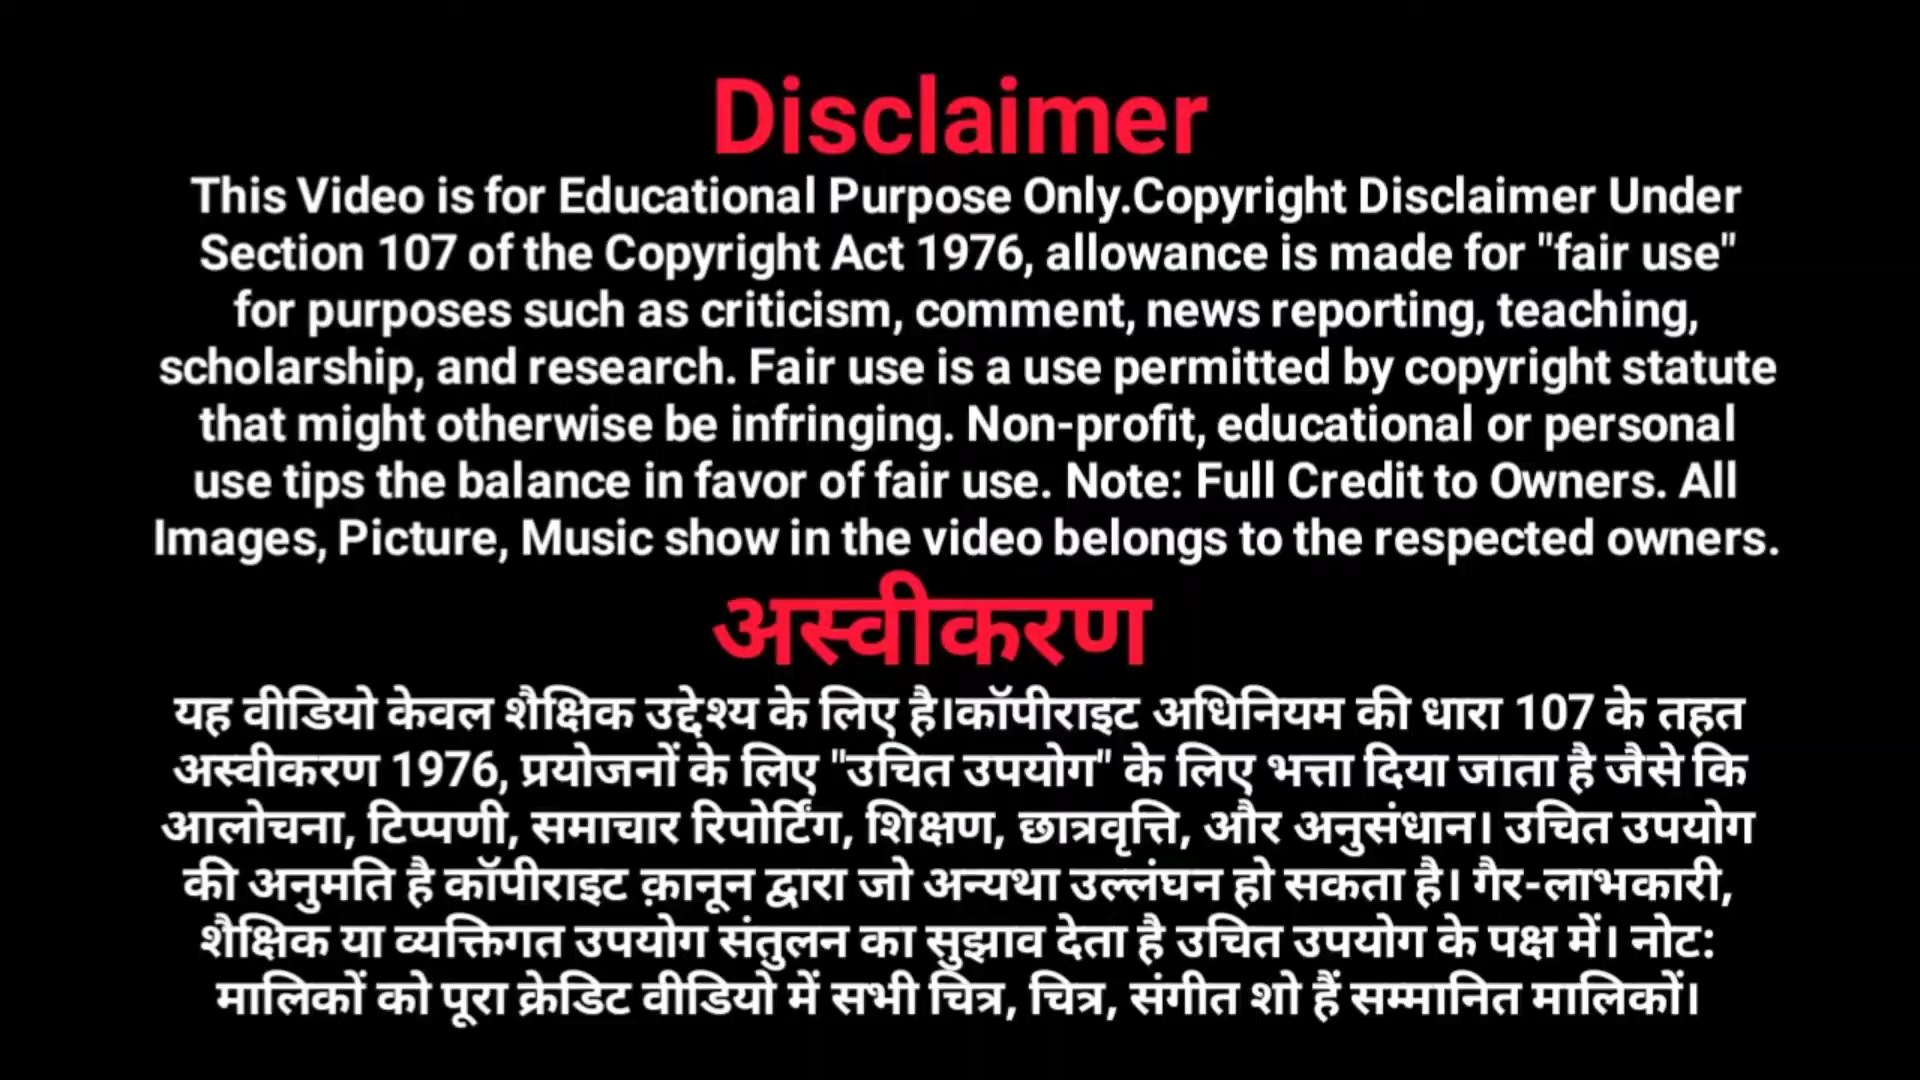 Disclaimer
This Video is for Educational Purpose Only.Copyright Disclaimer Under
Section 107 of the Copyright Act 1976, allowance is made for "fair use"
for purposes such as criticism, comment, news reporting, teaching,
scholarship, and research. Fair use is a use permitted by copyright statute
that might otherwise be infringing. Non-profit, educational or personal
use tips the balance in favor of fair use. Note: Full Credit to Owners. All
Images, Picture, Music show in the video belongs to the respected owners.
अस्वीकरण
यह वीडियो केवल शैक्षिक उद्देश्य के लिए है।कॉपीराइट अधिनियम की धारा 107 के तहत
अस्वीकरण 1976, प्रयोजनों के लिए "उचित उपयोग" के लिए भत्ता दिया जाता है जैसे कि
आलोचना, टिप्पणी, समाचार रिपोर्टिंग, शिक्षण, छात्रवृत्ति, और अनुसंधान। उचित उपयोग
की अनुमति है कॉपीराइट क़ानून द्वारा जो अन्यथा उल्लंघन हो सकता है। गैर-लाभकारी,
शैक्षिक या व्यक्तिगत उपयोग संतुलन का सुझाव देता है उचित उपयोग के पक्ष में। नोट:
मालिकों को पूरा क्रेडिट वीडियो में सभी चित्र, चित्र, संगीत शो हैं सम्मानित मालिकों।